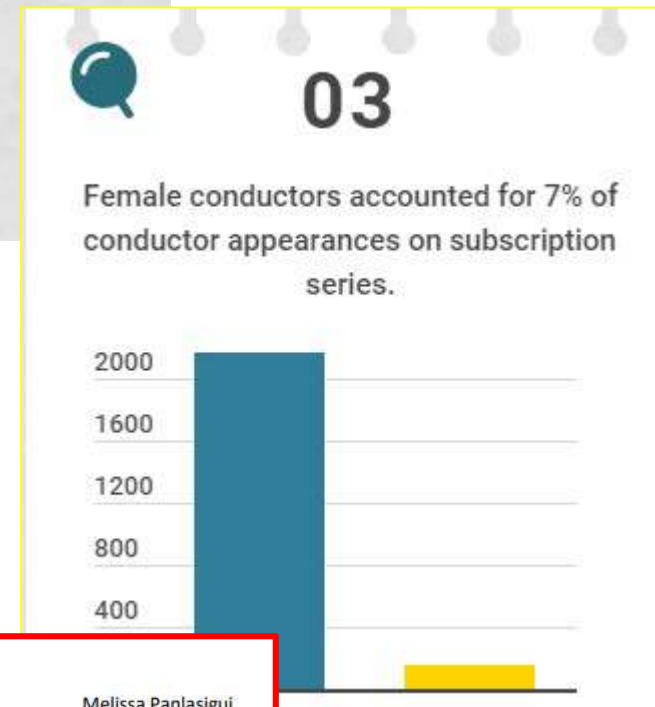 03
Female conductors accounted for 7% of
conductor appearances on subscription
series.
2000
1600
1200
800
400
Melissa Panlasigui